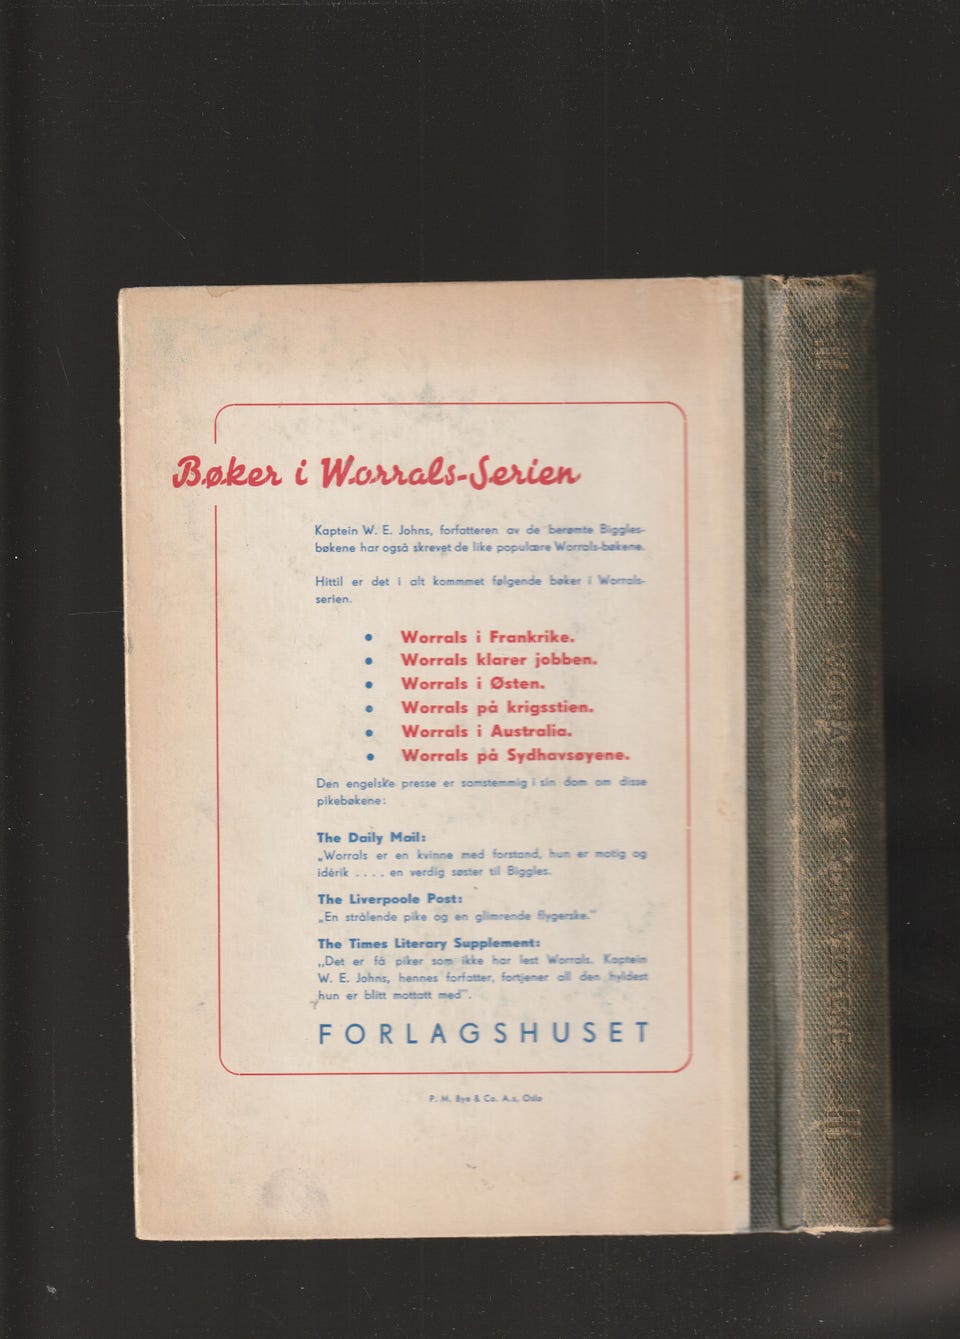 Bøker i Worrals-Serien
Kaptein W. E. Johns, forfatteren av de berømte Biggles-
bøkene har også skrevet de like populære Worrals-bøkene.
Hittil er det i alt kommmet følgende bøker i Worrals-
serien.
• Worrals i Frankrike.
• Worrals klarer jobben.
• Worrals i Østen.
• Worrals på krigsstien.
• Worrals i Australia.
• Worrals på Sydhavsøyene.
Den engelske presse er samstemmig i sin dom om disse
pikebøkene:
The Daily Mail:
„Worrals er en kvinne med forstand, hun er modig og
idérik . . . . en verdig søster til Biggles.
The Liverpoole Post:
„En strålende pike og en glimrende flygerske."
The Times Literary Supplement:
„Det er få piker som ikke har lest Worrals. Kaptein
W. E. Johns, hennes forfatter, fortjener all den hyldest
hun er blitt mottatt med".
FORLAGSHUSET
P. M. Bye & Co. A.s, Oslo